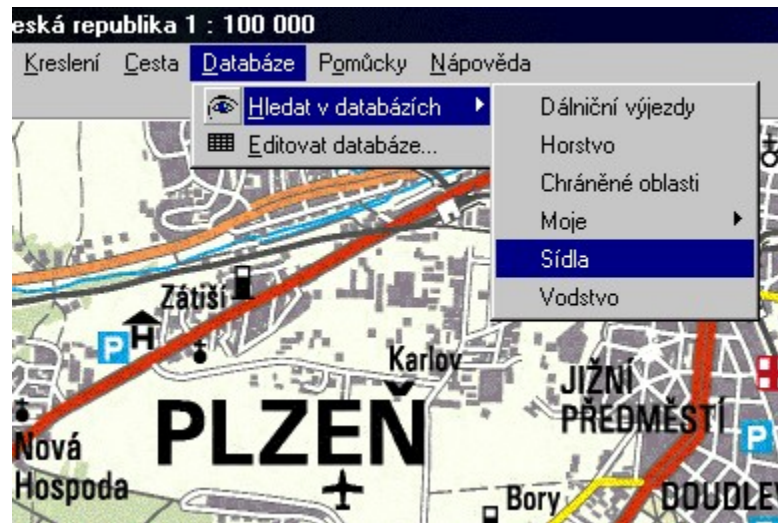 eská republika 1 : 100 000
Kreslení Cesta Databáze Pomůcky Nápověda
Hledat v databázích
Editovat databáze...
Dálniční výjezdy
Horstvo
Chráněné oblasti
Moje
Sídla
Vodstvo
Zátiší
P
H
Karlov
JIŽNÍ
PŘEDMĚSTÍ
P
PLZEŇ
Nová
Hospoda
Bory
DOUDLEV